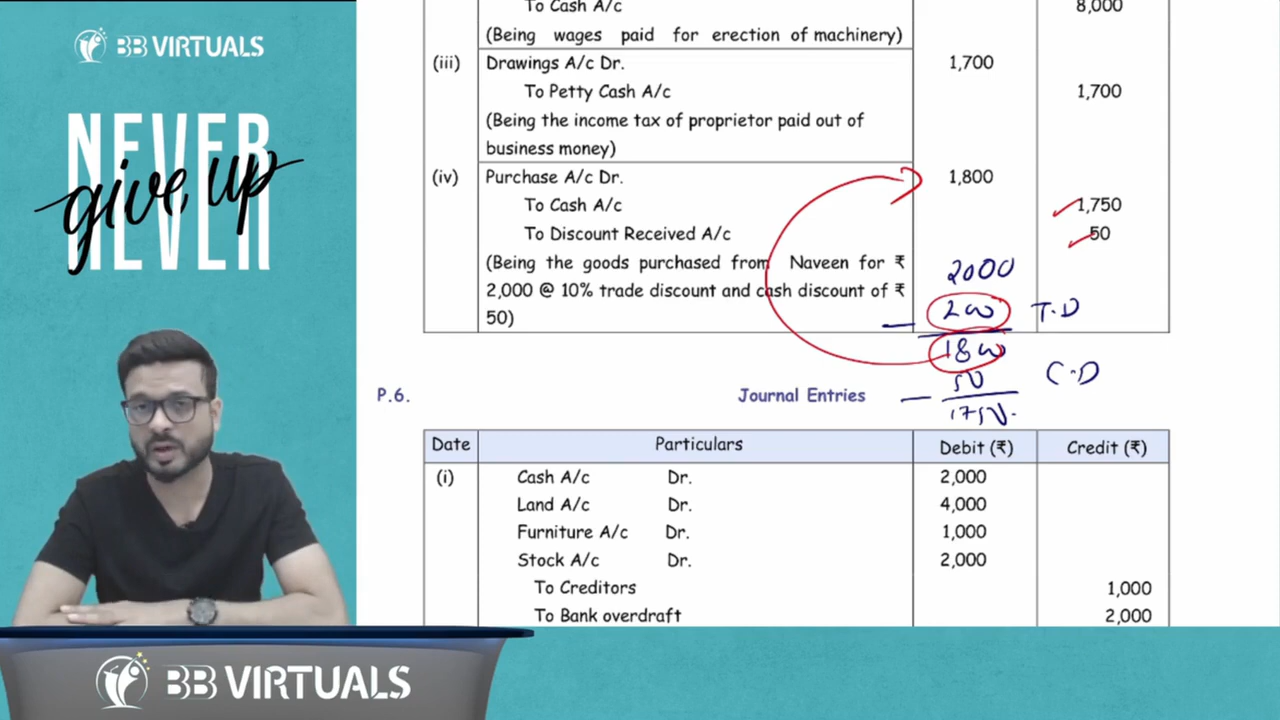 BB VIRTUALS
NEVER
give up
NEVER
To Cash A/c 8,000
(Being wages paid for erection of machinery)
(iii) Drawings A/c Dr. 1,700
To Petty Cash A/c 1,700
(Being the income tax of proprietor paid out of
business money)
(iv) Purchase A/c Dr. 1,800
To Cash A/c 1,750
To Discount Received A/c 50
(Being the goods purchased from Naveen for ₹
2,000 @ 10% trade discount and cash discount of ₹
50)
2000
200 T.D
1800
50 C.D
1750.
P.6. Journal Entries
Date Particulars Debit (₹) Credit (₹)
(i) Cash A/c Dr. 2,000
Land A/c Dr. 4,000
Furniture A/c Dr. 1,000
Stock A/c Dr. 2,000
To Creditors 1,000
To Bank overdraft 2,000
BB VIRTUALS